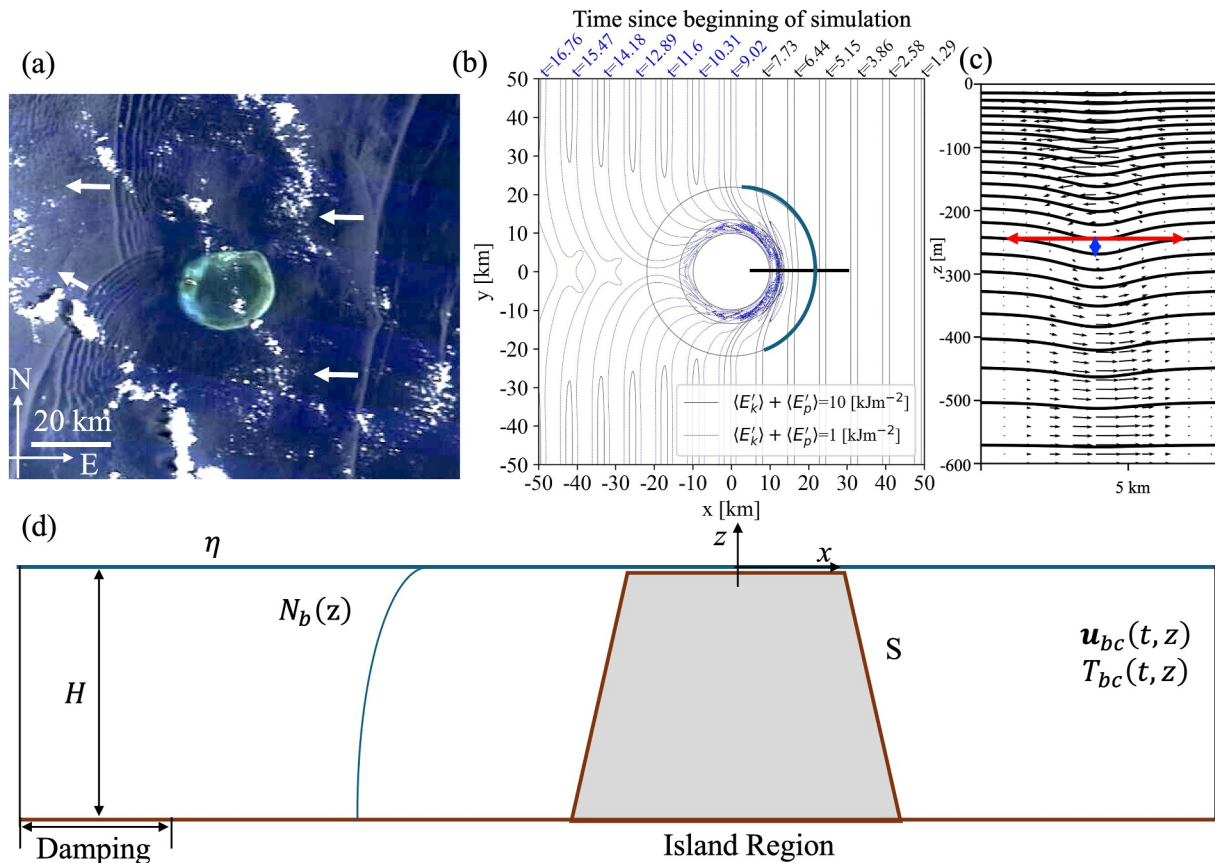 Time since beginning of simulation
(a)
(b)
t=16.76
t=15.47
t=14.18
t=12.89
t=11.6
t=10.31
t=9.02
t=7.73
t=6.44
t=5.15
t=3.86
t=2.58
t=1.29
(c)
N
20 km
E
50
40
30
20
10
0
-10
-20
-30
-40
-50
y [km]
⟨E′k⟩ + ⟨E′p⟩=10 [kJm⁻²]
⟨E′k⟩ + ⟨E′p⟩=1 [kJm⁻²]
-50 -40 -30 -20 -10 0 10 20 30 40 50
x [km]
0
-100
-200
z [m]
-300
-400
-500
-600
5 km
(d)
η
z
x
N_b(z)
H
S
u_bc(t, z)
T_bc(t, z)
Damping
Island Region